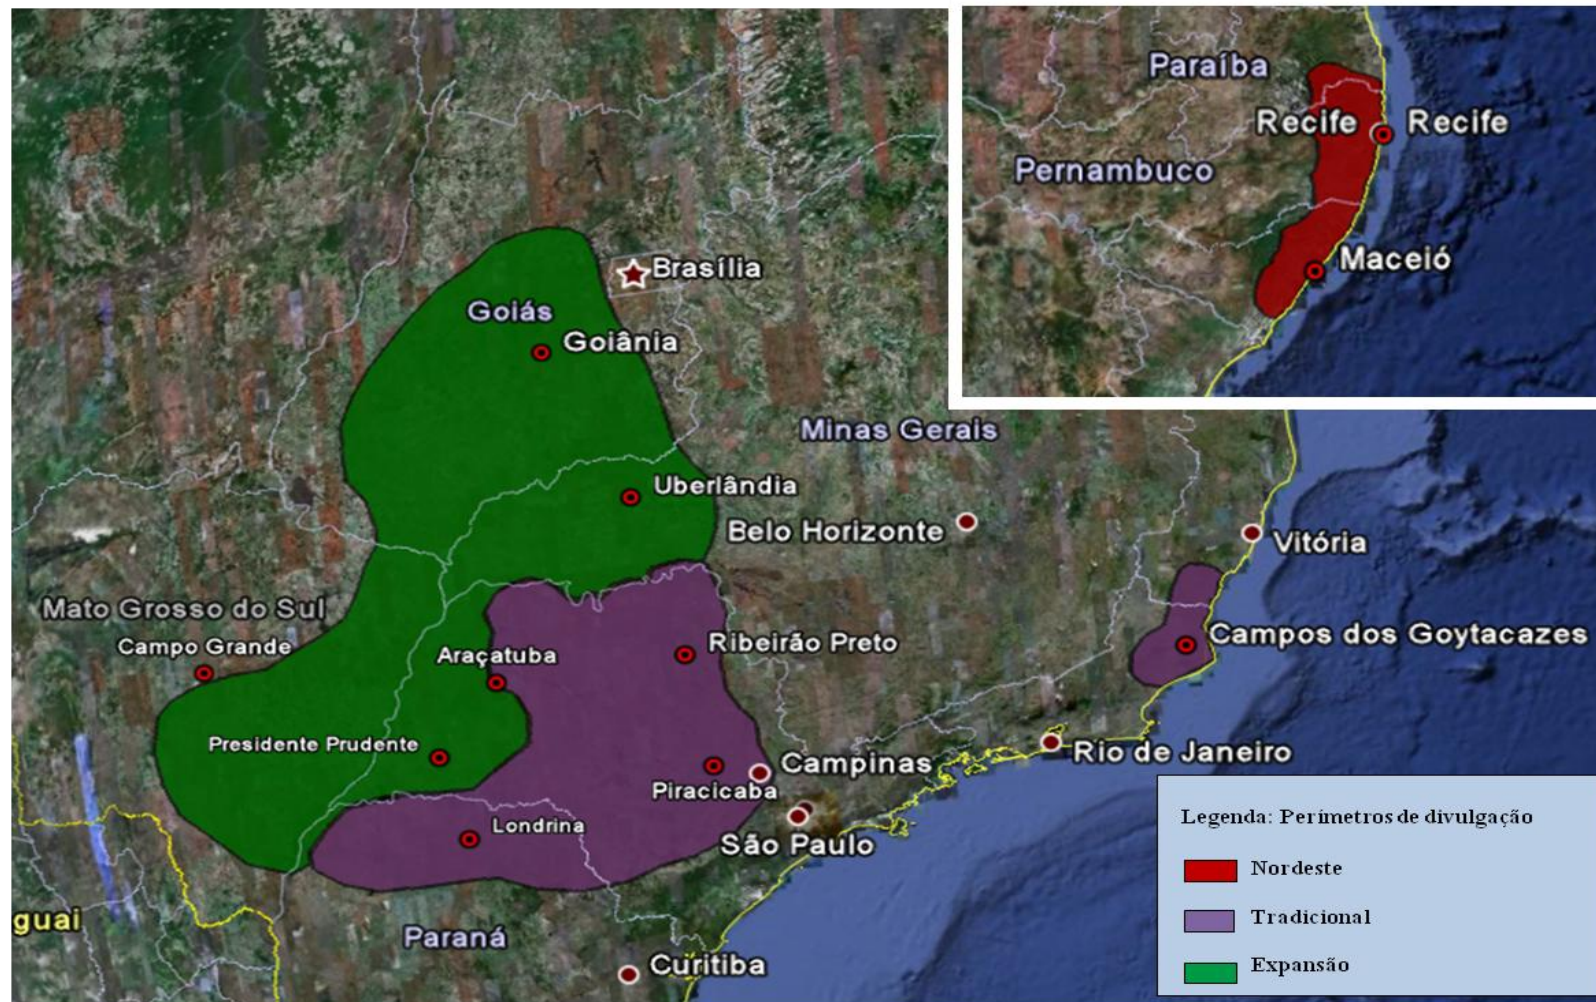 Paraíba
Recife
Recife
Pernambuco
Maceió
Brasília
Goiás
Goiânia
Minas Gerais
Uberlândia
Belo Horizonte
Vitória
Mato Grosso do Sul
Campo Grande
Araçatuba
Ribeirão Preto
Campos dos Goytacazes
Presidente Prudente
Campinas
Rio de Janeiro
Piracicaba
Londrina
São Paulo
guai
Paraná
Curitiba
Legenda: Perímetros de divulgação
Nordeste
Tradicional
Expansão